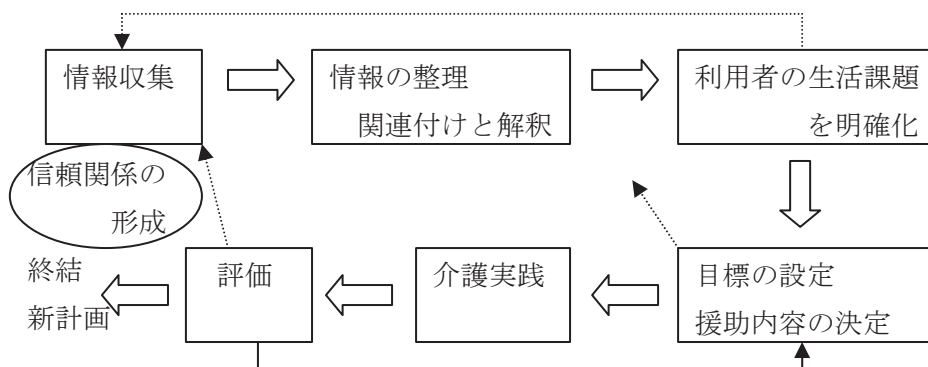 情報収集
情報の整理
関連付けと解釈
利用者の生活課題
を明確化
信頼関係の
形成
終結
新計画
評価
介護実践
目標の設定
援助内容の決定